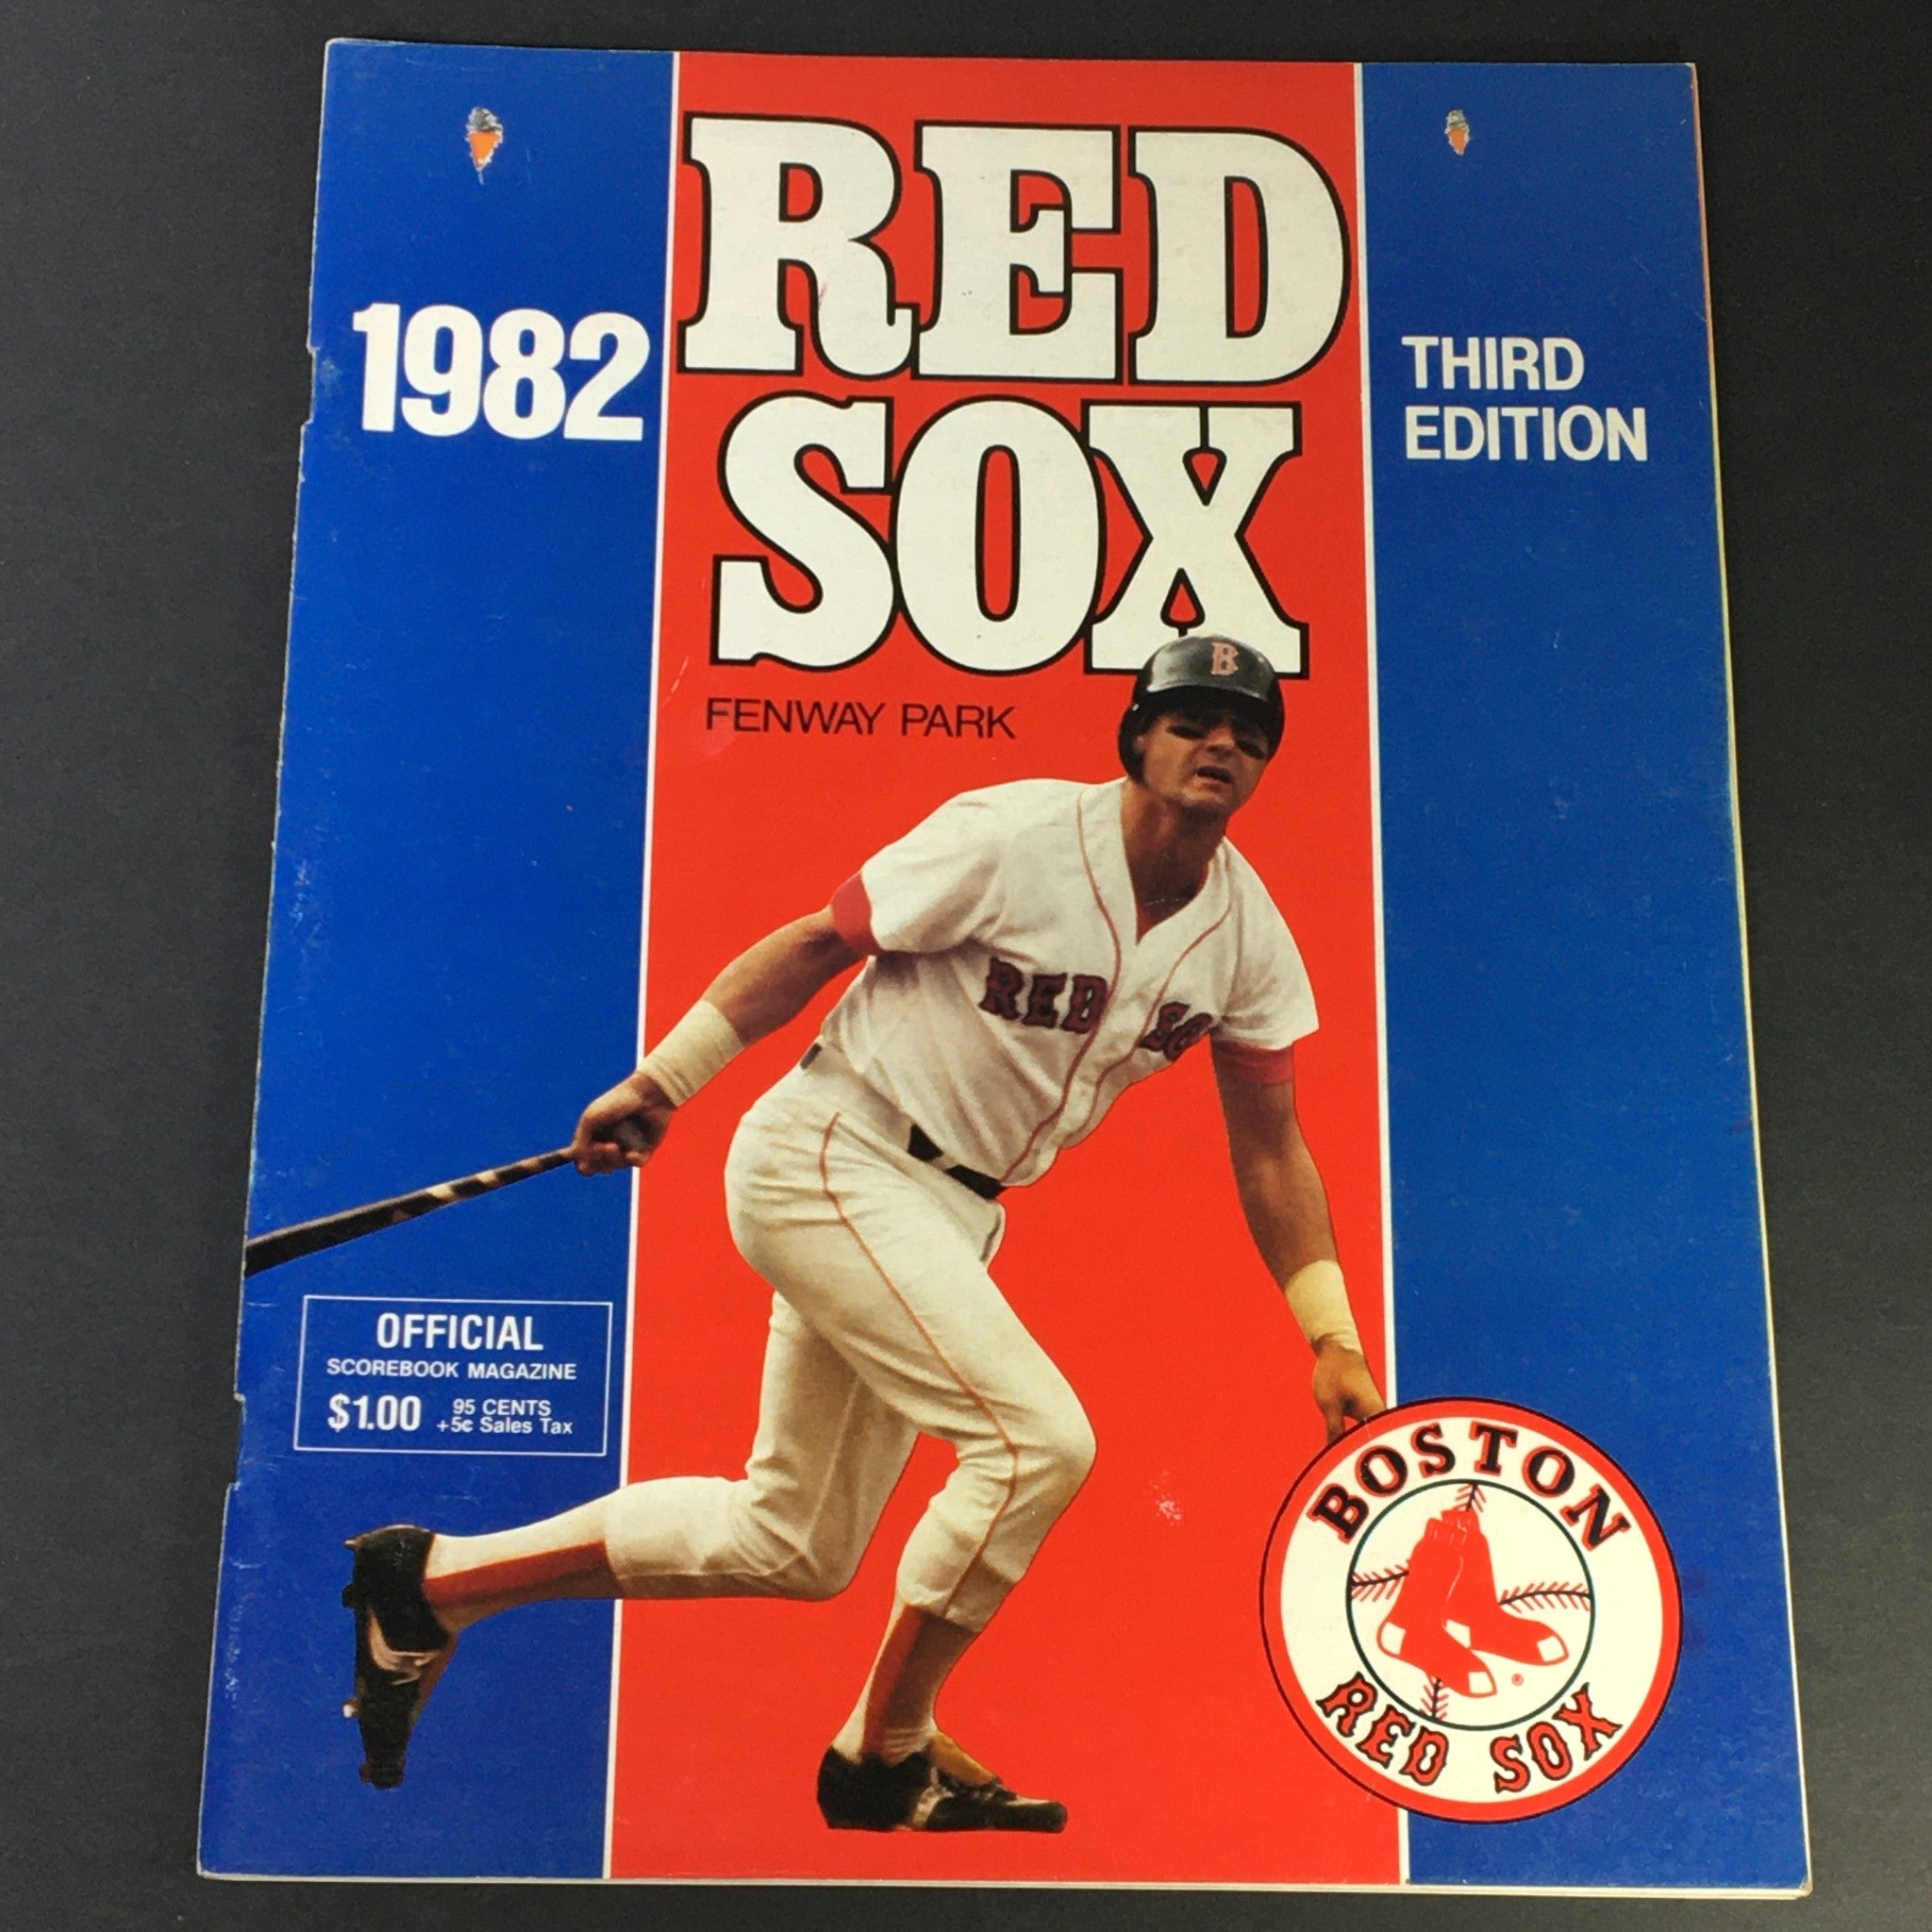 RED
SOX
1982
THIRD
EDITION
FENWAY PARK
B
RED SO
OFFICIAL
SCOREBOOK MAGAZINE
$1.00 95 CENTS
+5¢ Sales Tax
BOSTON
RED SOX
®